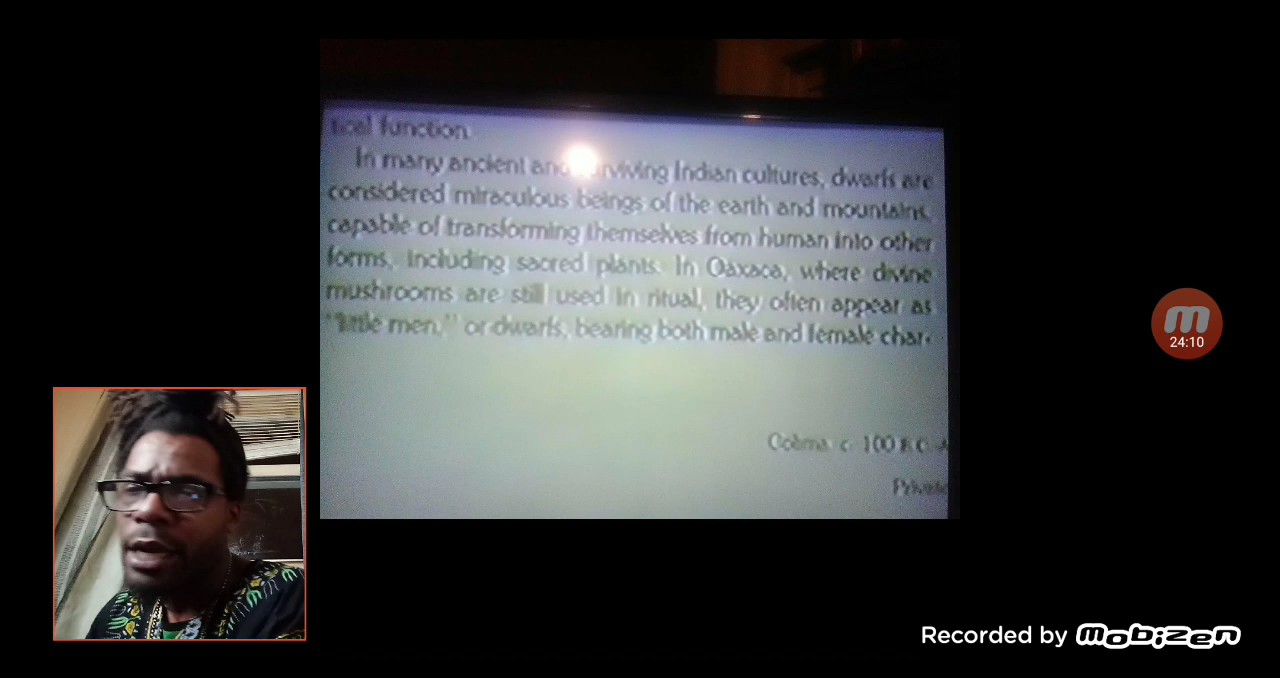 tical function.
In many ancient and surviving Indian cultures, dwarfs are
considered miraculous beings of the earth and mountains,
capable of transforming themselves from human into other
forms, including sacred plants. In Oaxaca, where divine
mushrooms are still used in ritual, they often appear as
"little men," or dwarfs, bearing both male and female char-
Colima c. 100 B.C.
Private
24:10
Recorded by mobizen